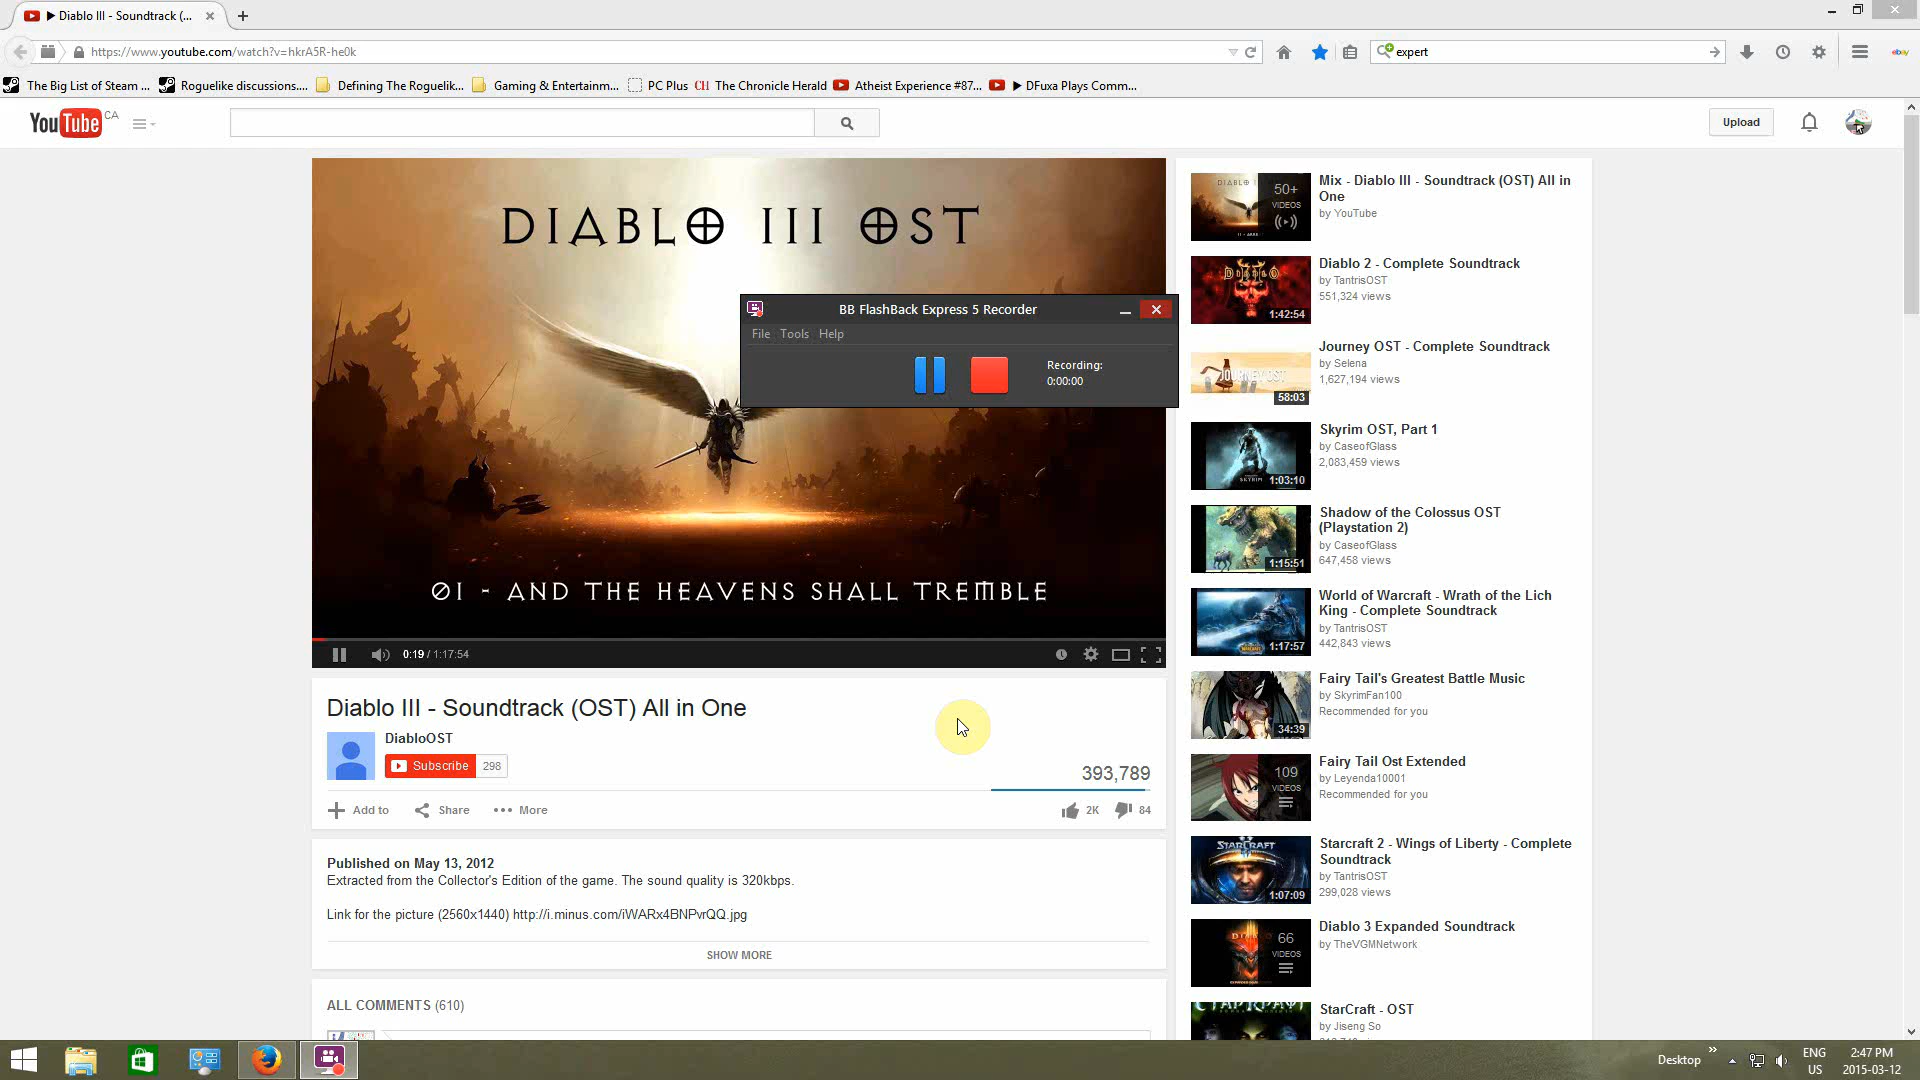 ▶ Diablo III - Soundtrack (...
https://www.youtube.com/watch?v=hkrA5R-he0k
expert
ebay
The Big List of Steam ...
Roguelike discussions....
Defining The Roguelik...
Gaming & Entertainm...
PC Plus
CH The Chronicle Herald
Atheist Experience #87...
▶ DFuxa Plays Comm...
YouTube CA
Upload
DIABLO III OST
01 - AND THE HEAVENS SHALL TREMBLE
BB FlashBack Express 5 Recorder
File Tools Help
Recording:
0:00:00
0:19 / 1:17:54
Diablo III - Soundtrack (OST) All in One
DiabloOST
Subscribe 298
393,789
Add to Share More
2K 84
Published on May 13, 2012
Extracted from the Collector's Edition of the game. The sound quality is 320kbps.
Link for the picture (2560x1440) http://i.minus.com/iWARx4BNPvrQQ.jpg
SHOW MORE
ALL COMMENTS (610)
50+
VIDEOS
Mix - Diablo III - Soundtrack (OST) All in
One
by YouTube
DIABLO
1:42:54
Diablo 2 - Complete Soundtrack
by TantrisOST
551,324 views
JOURNEY OST
58:03
Journey OST - Complete Soundtrack
by Selena
1,627,194 views
SKYRIM
1:03:10
Skyrim OST, Part 1
by CaseofGlass
2,083,459 views
1:15:51
Shadow of the Colossus OST
(Playstation 2)
by CaseofGlass
647,458 views
1:17:57
World of Warcraft - Wrath of the Lich
King - Complete Soundtrack
by TantrisOST
442,843 views
34:39
Fairy Tail's Greatest Battle Music
by SkyrimFan100
Recommended for you
109
VIDEOS
Fairy Tail Ost Extended
by Leyenda10001
Recommended for you
STARCRAFT
1:07:09
Starcraft 2 - Wings of Liberty - Complete
Soundtrack
by TantrisOST
299,028 views
66
VIDEOS
Diablo 3 Expanded Soundtrack
by TheVGMNetwork
StarCraft - OST
by Jiseng So
Desktop
ENG
US
2:47 PM
2015-03-12